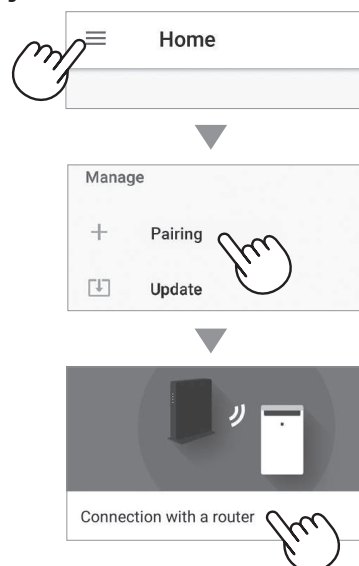 Home
Manage
Pairing
Update
Connection with a router